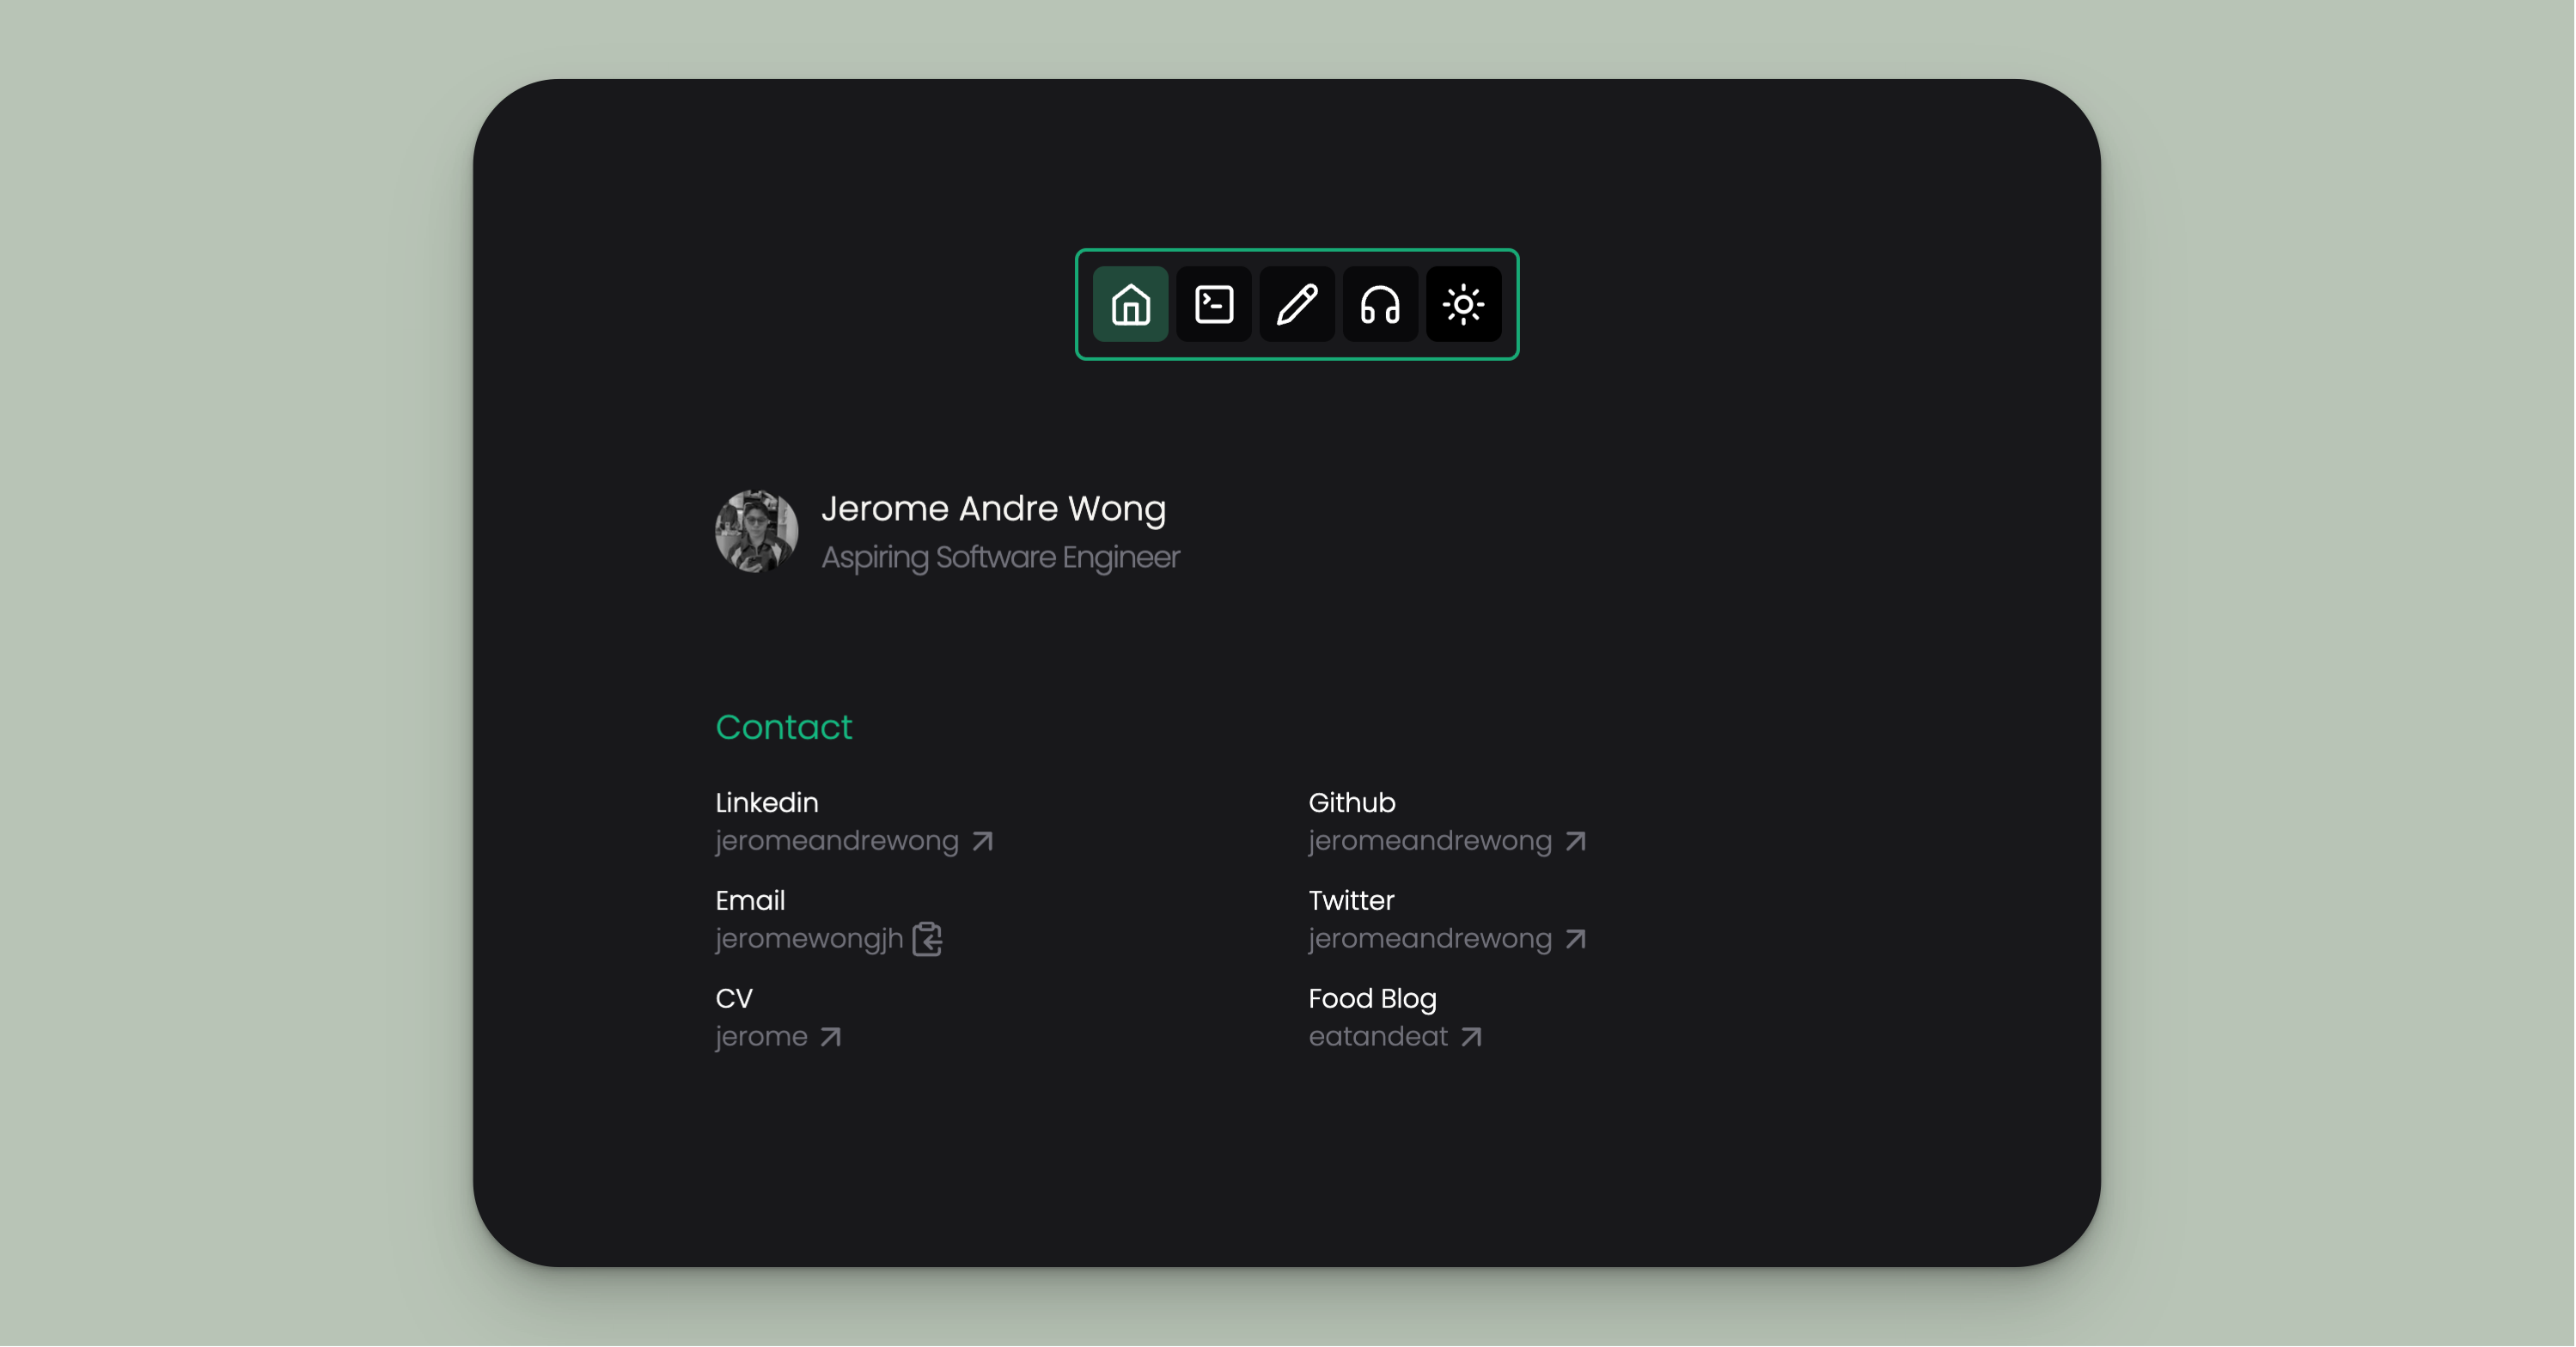 Jerome Andre Wong
Aspiring Software Engineer
Contact
Linkedin
jeromeandrewong
Github
jeromeandrewong
Email
jeromewongjh
Twitter
jeromeandrewong
CV
jerome
Food Blog
eatandeat